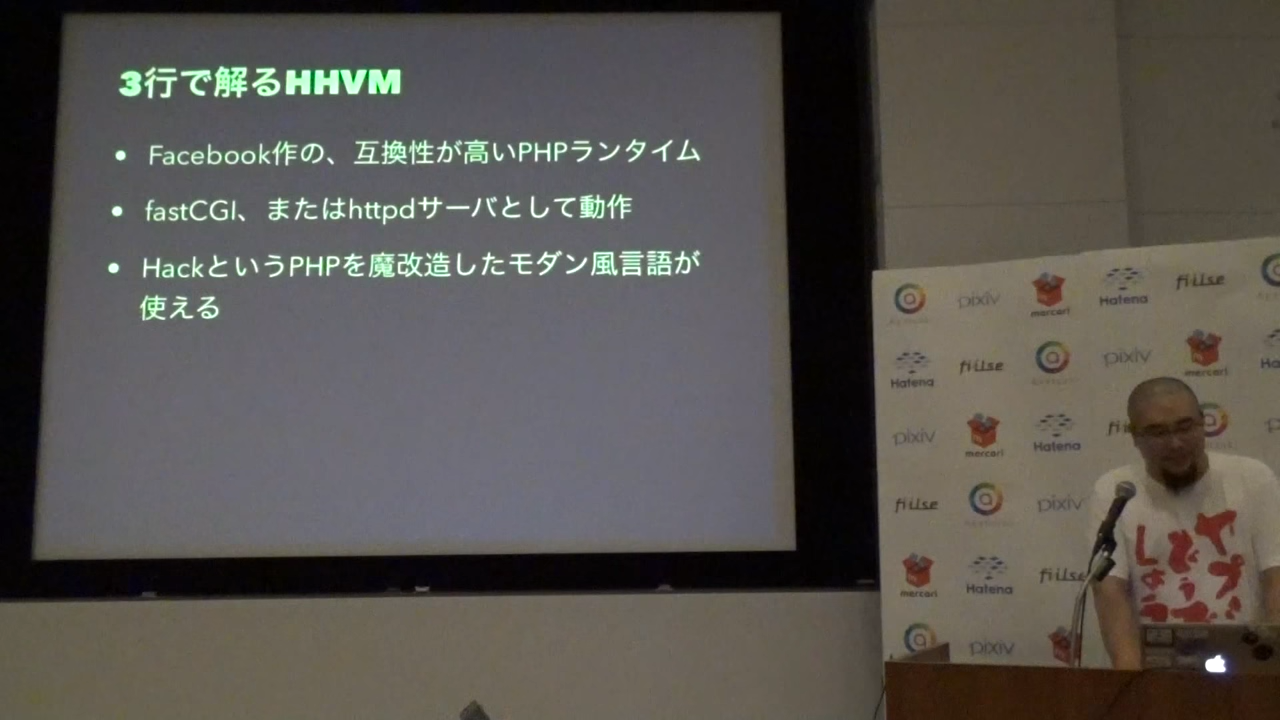 3行で解るHHVM
• Facebook作の、互換性が高いPHPランタイム
• fastCGI、またはhttpdサーバとして動作
• HackというPHPを魔改造したモダン風言語が
使える
pixiv
mercari
Hatena
fiilse
Hatena
fiilse
pixiv
mercari
pixiv
mercari
Hatena
fiilse
pixiv
mercari
Hatena
fiilse
pixiv